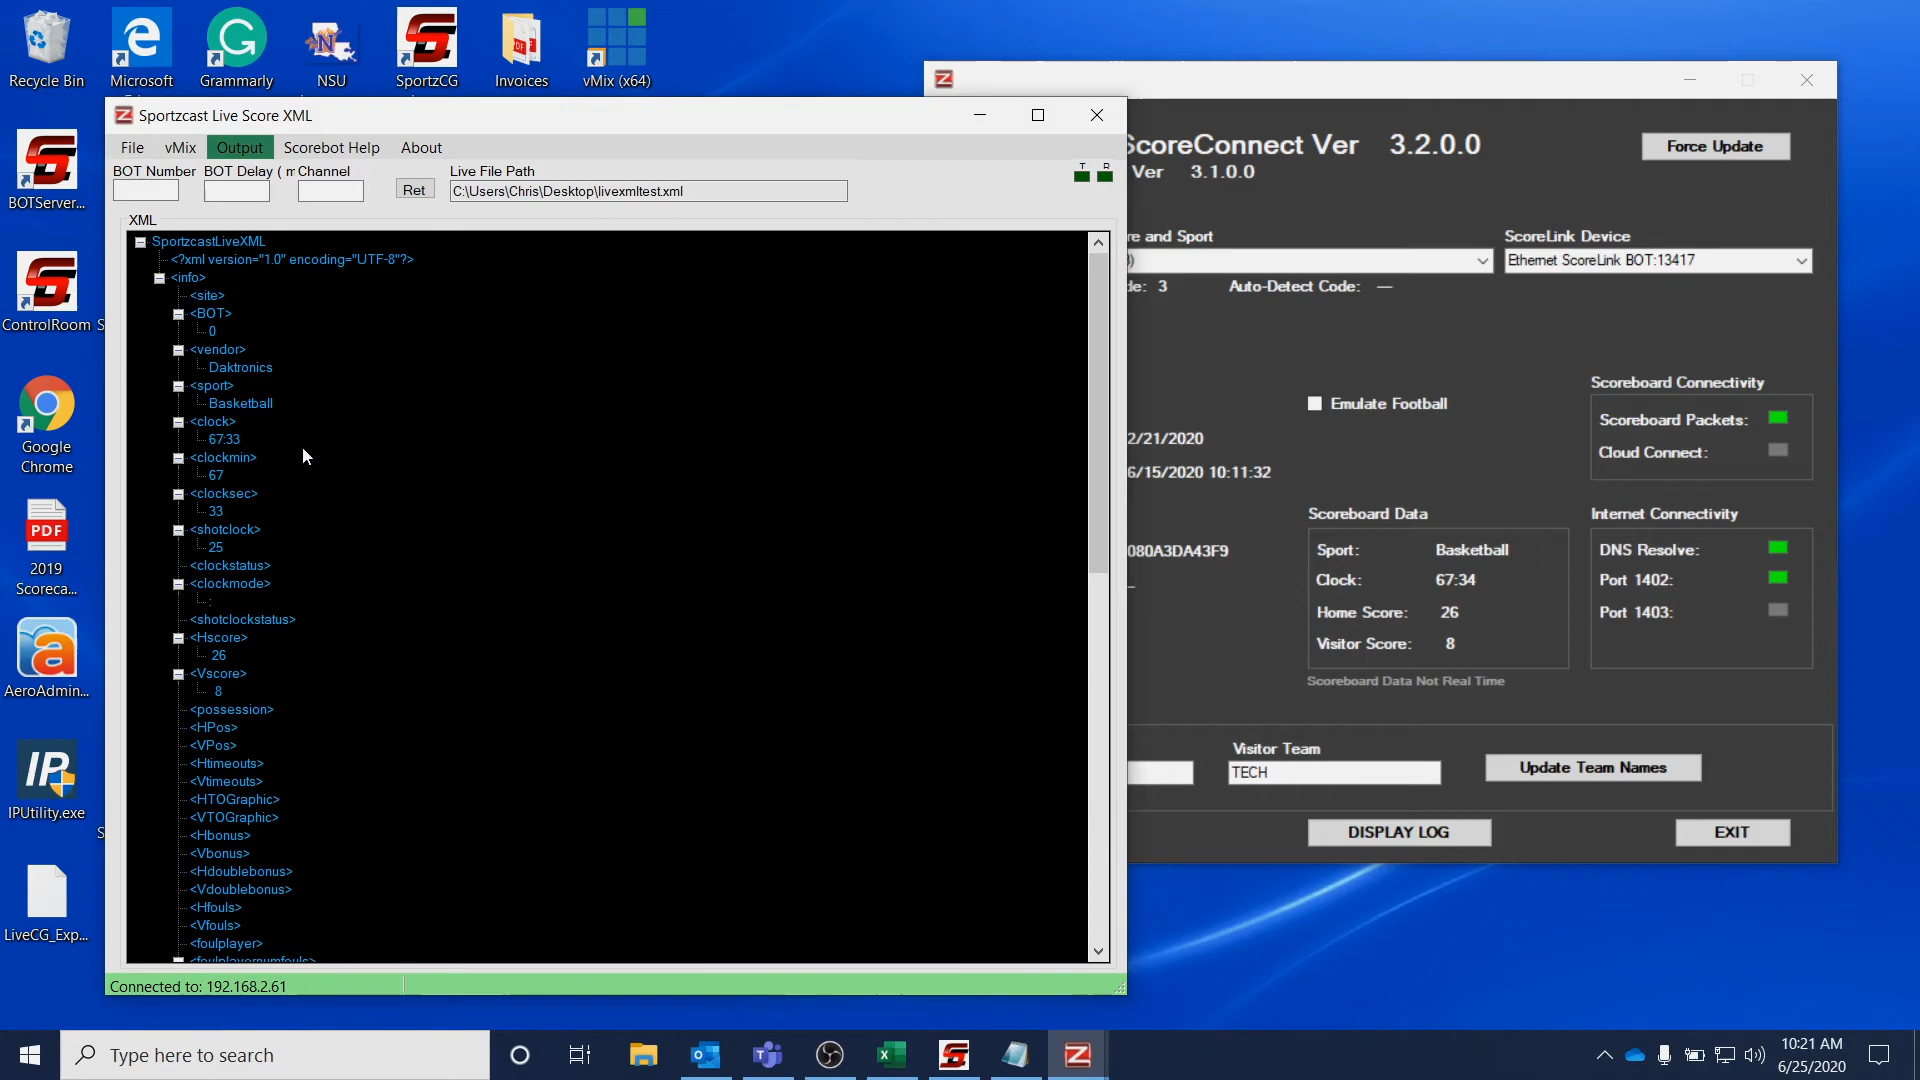 Recycle Bin
Microsoft
Grammarly
NSU
SportzCG
Invoices
vMix (x64)
BOTServer...
ControlRoom
S
Google
Chrome
PDF
2019
Scoreca...
AeroAdmin...
IP
IPUtility.exe
S
LiveCG_Exp...
Sportzcast Live Score XML
File
vMix
Output
Scorebot Help
About
BOT Number
BOT Delay ( m
Channel
Live File Path
T
R
Ret
C:\Users\Chris\Desktop\livexmltest.xml
XML
SportzcastLiveXML
<?xml version="1.0" encoding="UTF-8"?>
<info>
<site>
<BOT>
0
<vendor>
Daktronics
<sport>
Basketball
<clock>
67:33
<clockmin>
67
<clocksec>
33
<shotclock>
25
<clockstatus>
<clockmode>
:
<shotclockstatus>
<Hscore>
26
<Vscore>
8
<possession>
<HPos>
<VPos>
<Htimeouts>
<Vtimeouts>
<HTOGraphic>
<VTOGraphic>
<Hbonus>
<Vbonus>
<Hdoublebonus>
<Vdoublebonus>
<Hfouls>
<Vfouls>
<foulplayer>
<foulplayernumfouls>
Connected to: 192.168.2.61
ScoreConnect Ver 3.2.0.0
Ver 3.1.0.0
Force Update
re and Sport
ScoreLink Device
)
Ethernet ScoreLink BOT:13417
de: 3
Auto-Detect Code: —
Emulate Football
Scoreboard Connectivity
Scoreboard Packets:
Cloud Connect:
2/21/2020
6/15/2020 10:11:32
Scoreboard Data
Sport: Basketball
Clock: 67:34
Home Score: 26
Visitor Score: 8
Scoreboard Data Not Real Time
Internet Connectivity
DNS Resolve:
Port 1402:
Port 1403:
080A3DA43F9
Visitor Team
TECH
Update Team Names
DISPLAY LOG
EXIT
Type here to search
10:21 AM
6/25/2020